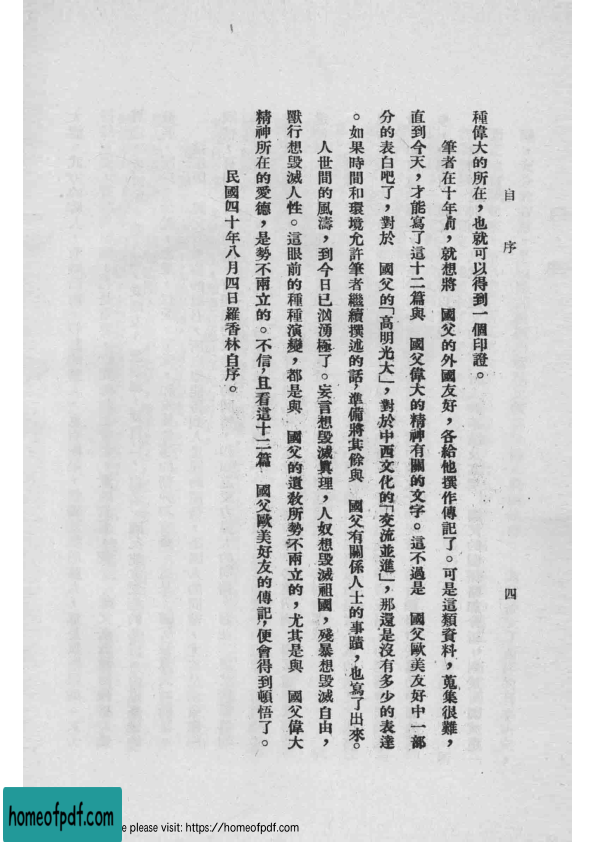 自序
四
種偉大的所在，也就可以得到一個印證。
筆者在十年前，就想將　國父的外國友好，各給他撰作傳記了。可是這類資料，蒐集很難，
直到今天，才能寫了這十二篇與　國父偉大的精神有關的文字。這不過是　國父歐美友好中一部
分的表白吧了，對於　國父的「高明光大」，對於中西文化的「交流並進」，那還是沒有多少的表達
。如果時間和環境允許筆者繼續撰述的話，準備將其餘與　國父有關係人士的事蹟，也寫了出來。
人世間的風濤，到今日已洶湧極了。妄言想毀滅眞理，人奴想毀滅祖國，殘暴想毀滅自由，
獸行想毀滅人性。這眼前的種種演變，都是與　國父的遺敎所勢不兩立的，尤其是與　國父偉大
精神所在的愛德，是勢不兩立的。不信，且看這十二篇　國父歐美好友的傳記，便會得到頓悟了。
民國四十年八月四日羅香林自序。
homeofpdf.com
e please visit: https://homeofpdf.com